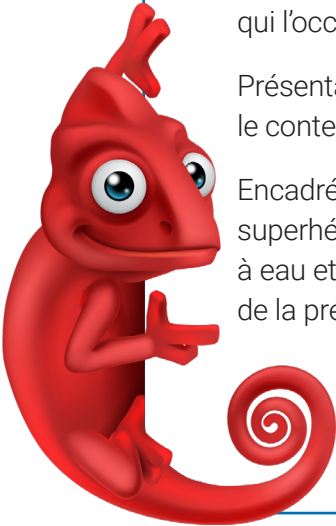 qui l’occ
Présenta
le conte
Encadré
superhé
à eau et
de la pre